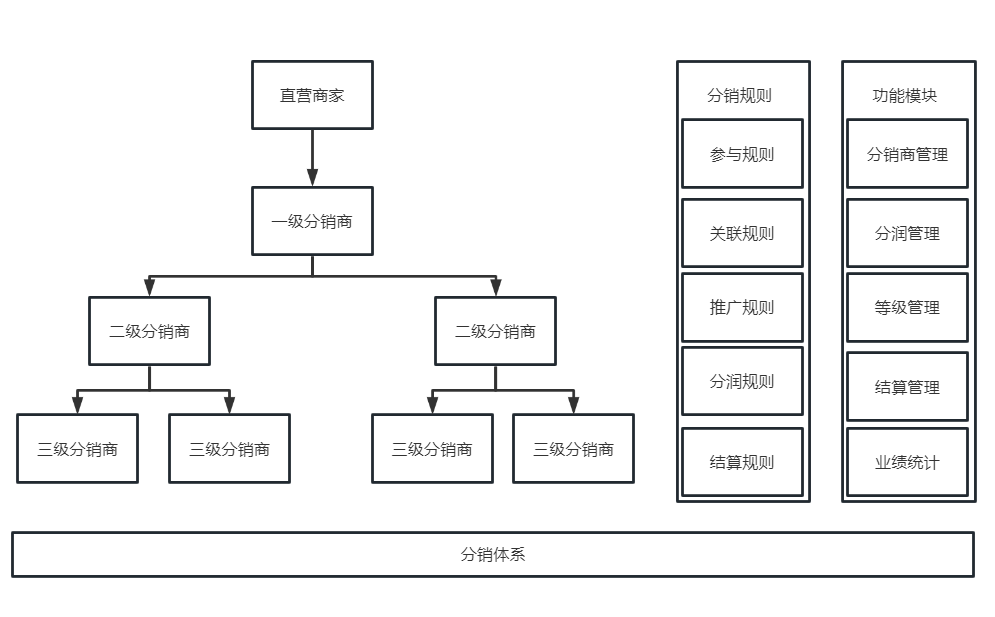 直营商家
一级分销商
二级分销商
二级分销商
三级分销商
三级分销商
三级分销商
三级分销商
分销规则
参与规则
关联规则
推广规则
分润规则
结算规则
功能模块
分销商管理
分润管理
等级管理
结算管理
业绩统计
分销体系